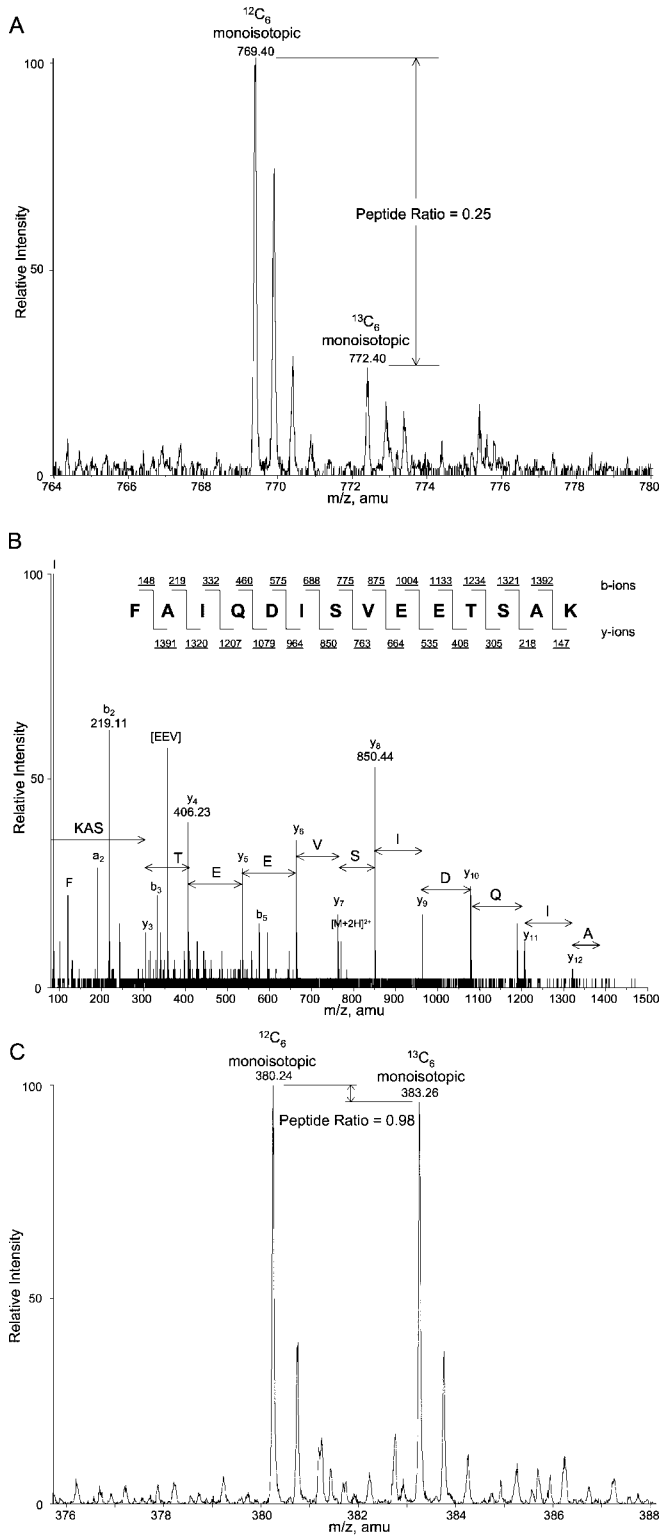 A
12C6
monoisotopic
769.40
100
Peptide Ratio = 0.25
Relative Intensity
50
13C6
monoisotopic
772.40
0
764 766 768 770 772 774 776 778 780
m/z, amu
B
100
148 219 332 460 575 688 775 875 1004 1133 1234 1321 1392 b-ions
F A I Q D I S V E E T S A K
1391 1320 1207 1079 964 850 763 664 535 406 305 218 147 y-ions
b2
219.11
[EEV]
y8
850.44
Relative Intensity
50
y4
406.23
KAS
T
E
E
V
S
I
D
Q
I
A
F
a2
b3
y3
y5
b5
y6
y7
[M+2H]2+
y9
y10
y11
y12
0
100 200 300 400 500 600 700 800 900 1000 1100 1200 1300 1400 1500
m/z, amu
C
12C6
monoisotopic
380.24
13C6
monoisotopic
383.26
100
Peptide Ratio = 0.98
Relative Intensity
50
0
376 378 380 382 384 386 388
m/z, amu